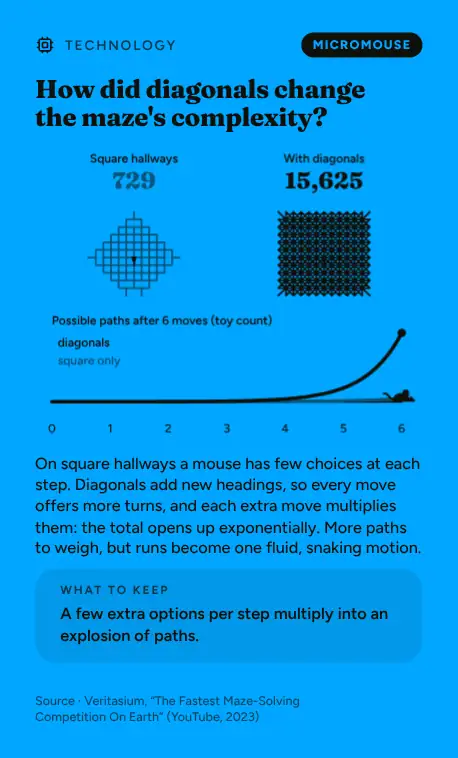 TECHNOLOGY
MICROMOUSE
How did diagonals change
the maze's complexity?
Square hallways
729
With diagonals
15,625
Possible paths after 6 moves (toy count)
diagonals
square only
0 1 2 3 4 5 6
On square hallways a mouse has few choices at each
step. Diagonals add new headings, so every move
offers more turns, and each extra move multiplies
them: the total opens up exponentially. More paths
to weigh, but runs become one fluid, snaking motion.
WHAT TO KEEP
A few extra options per step multiply into an
explosion of paths.
Source · Veritasium, "The Fastest Maze-Solving
Competition On Earth" (YouTube, 2023)